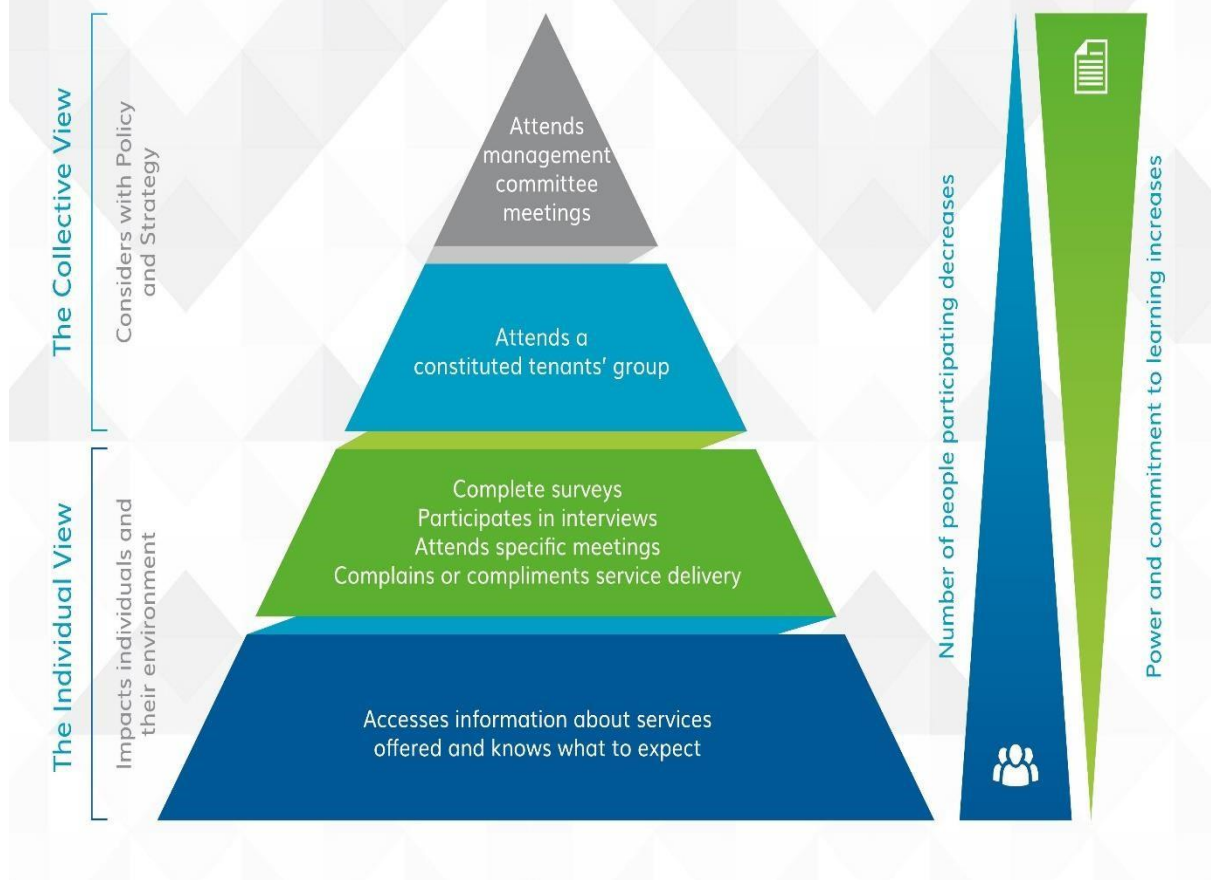 The Collective View
Considers with Policy
and Strategy
Attends
management
committee
meetings
Attends a
constituted tenants' group
The Individual View
Impacts individuals and
their environment
Complete surveys
Participates in interviews
Attends specific meetings
Complains or compliments service delivery
Accesses information about services
offered and knows what to expect
Number of people participating decreases
Power and commitment to learning increases